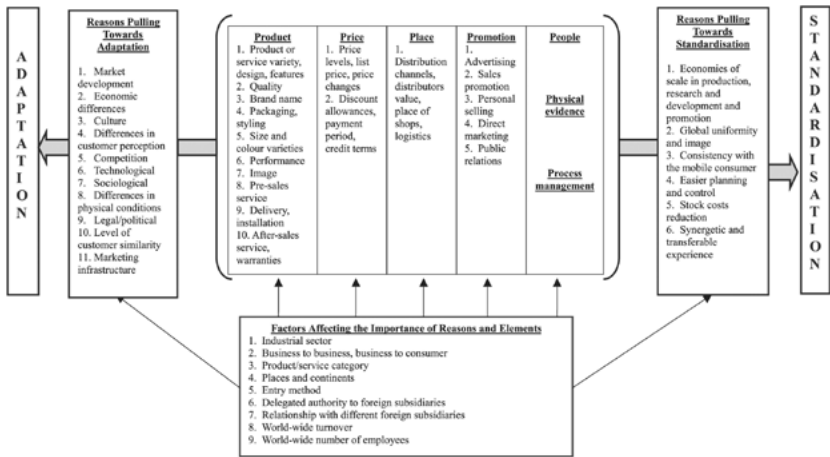 ADAPTATION
Reasons Pulling
Towards
Adaptation
1. Market
development
2. Economic
differences
3. Culture
4. Differences in
customer perception
5. Competition
6. Technological
7. Sociological
8. Differences in
physical conditions
9. Legal/political
10. Level of
customer similarity
11. Marketing
infrastructure
Product
1. Product or
service variety,
design, features
2. Quality
3. Brand name
4. Packaging,
styling
5. Size and
colour varieties
6. Performance
7. Image
8. Pre-sales
service
9. Delivery,
installation
10. After-sales
service,
warranties
Price
1. Price
levels, list
price, price
changes
2. Discount
allowances,
payment
period,
credit terms
Place
1.
Distribution
channels,
distributors
value,
place of
shops,
logistics
Promotion
1.
Advertising
2. Sales
promotion
3. Personal
selling
4. Direct
marketing
5. Public
relations
People
Physical
evidence
Process
management
Reasons Pulling
Towards
Standardisation
1. Economies of
scale in production,
research and
development and
promotion
2. Global uniformity
and image
3. Consistency with
the mobile consumer
4. Easier planning
and control
5. Stock costs
reduction
6. Synergetic and
transferable
experience
STANDARDISATION
Factors Affecting the Importance of Reasons and Elements
1. Industrial sector
2. Business to business, business to consumer
3. Product/service category
4. Places and continents
5. Entry method
6. Delegated authority to foreign subsidiaries
7. Relationship with different foreign subsidiaries
8. World-wide turnover
9. World-wide number of employees